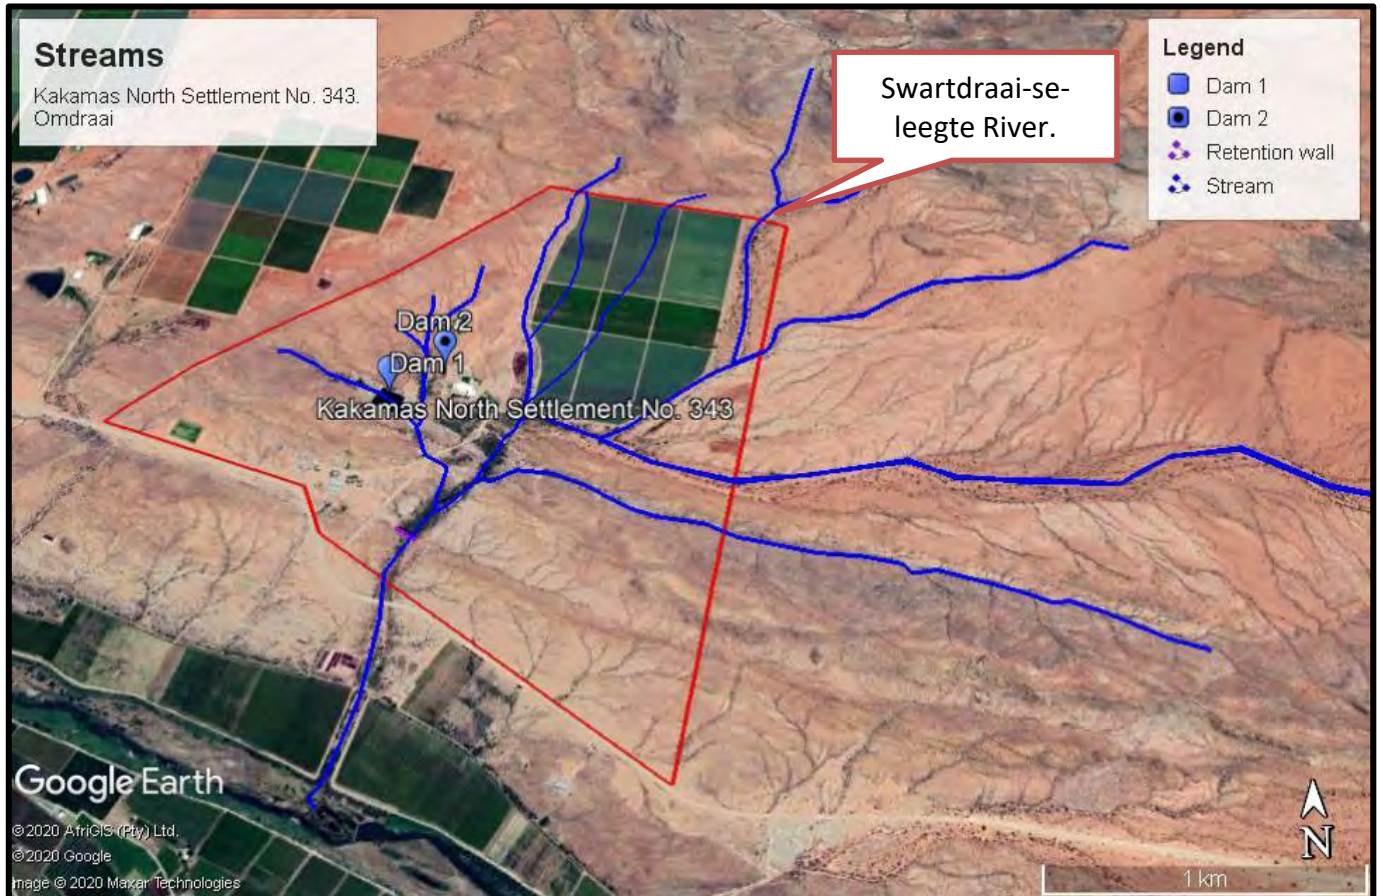 Streams
Kakamas North Settlement No. 343.
Omdraai
Swartdraai-se-
leegte River.
Legend
Dam 1
Dam 2
Retention wall
Stream
Dam 2
Dam 1
Kakamas North Settlement No. 343
Google Earth
©2020 AfriGIS (Pty) Ltd.
©2020 Google
mage © 2020 Maxar Technologies
N
1 km